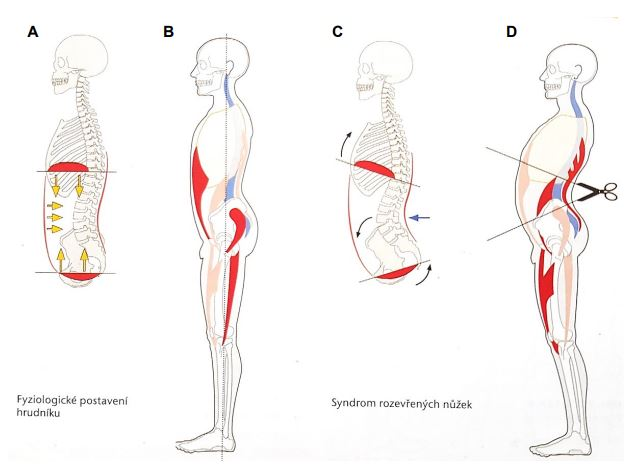 A
B
C
D
Fyziologické postavení
hrudníku
Syndrom rozevřených nůžek